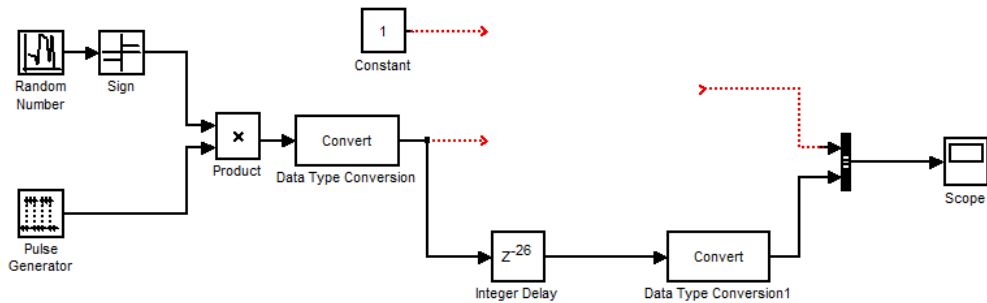 1
Constant
Random
Number
Sign
×
Product
Convert
Data Type Conversion
Pulse
Generator
Z-26
Integer Delay
Convert
Data Type Conversion1
Scope